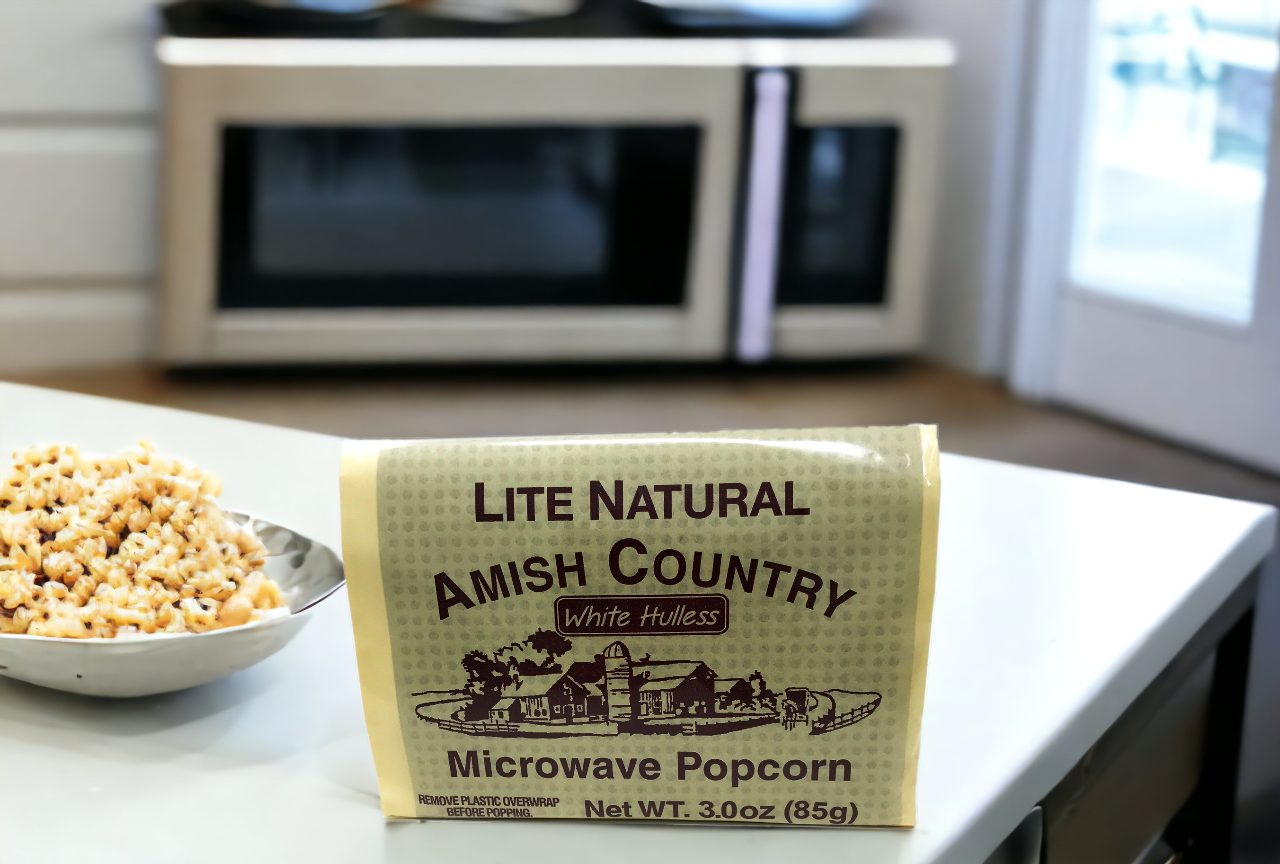 LITE NATURAL
AMISH COUNTRY
White Hulless
Microwave Popcorn
REMOVE PLASTIC OVERWRAP
BEFORE POPPING.
Net WT. 3.0oz (85g)